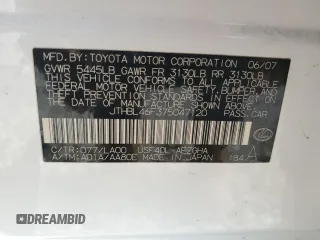 MFD. BY: TOYOTA MOTOR CORPORATION 06/07
GVWR 5445LB GAWR FR 3130LB RR 3130LB
THIS VEHICLE CONFORMS TO ALL APPLICABLE
FEDERAL MOTOR VEHICLE SAFETY, BUMPER, AND
THEFT PREVENTION STANDARDS IN EFFECT ON
THE DATE OF MANUFACTURE SHOWN ABOVE.
JTHBL46F375047120 PASS.CAR
C/TR: 077/LA00 USF40L-AEZGHA
A/TM: A01A/AA80E MADE IN JAPAN 184 A